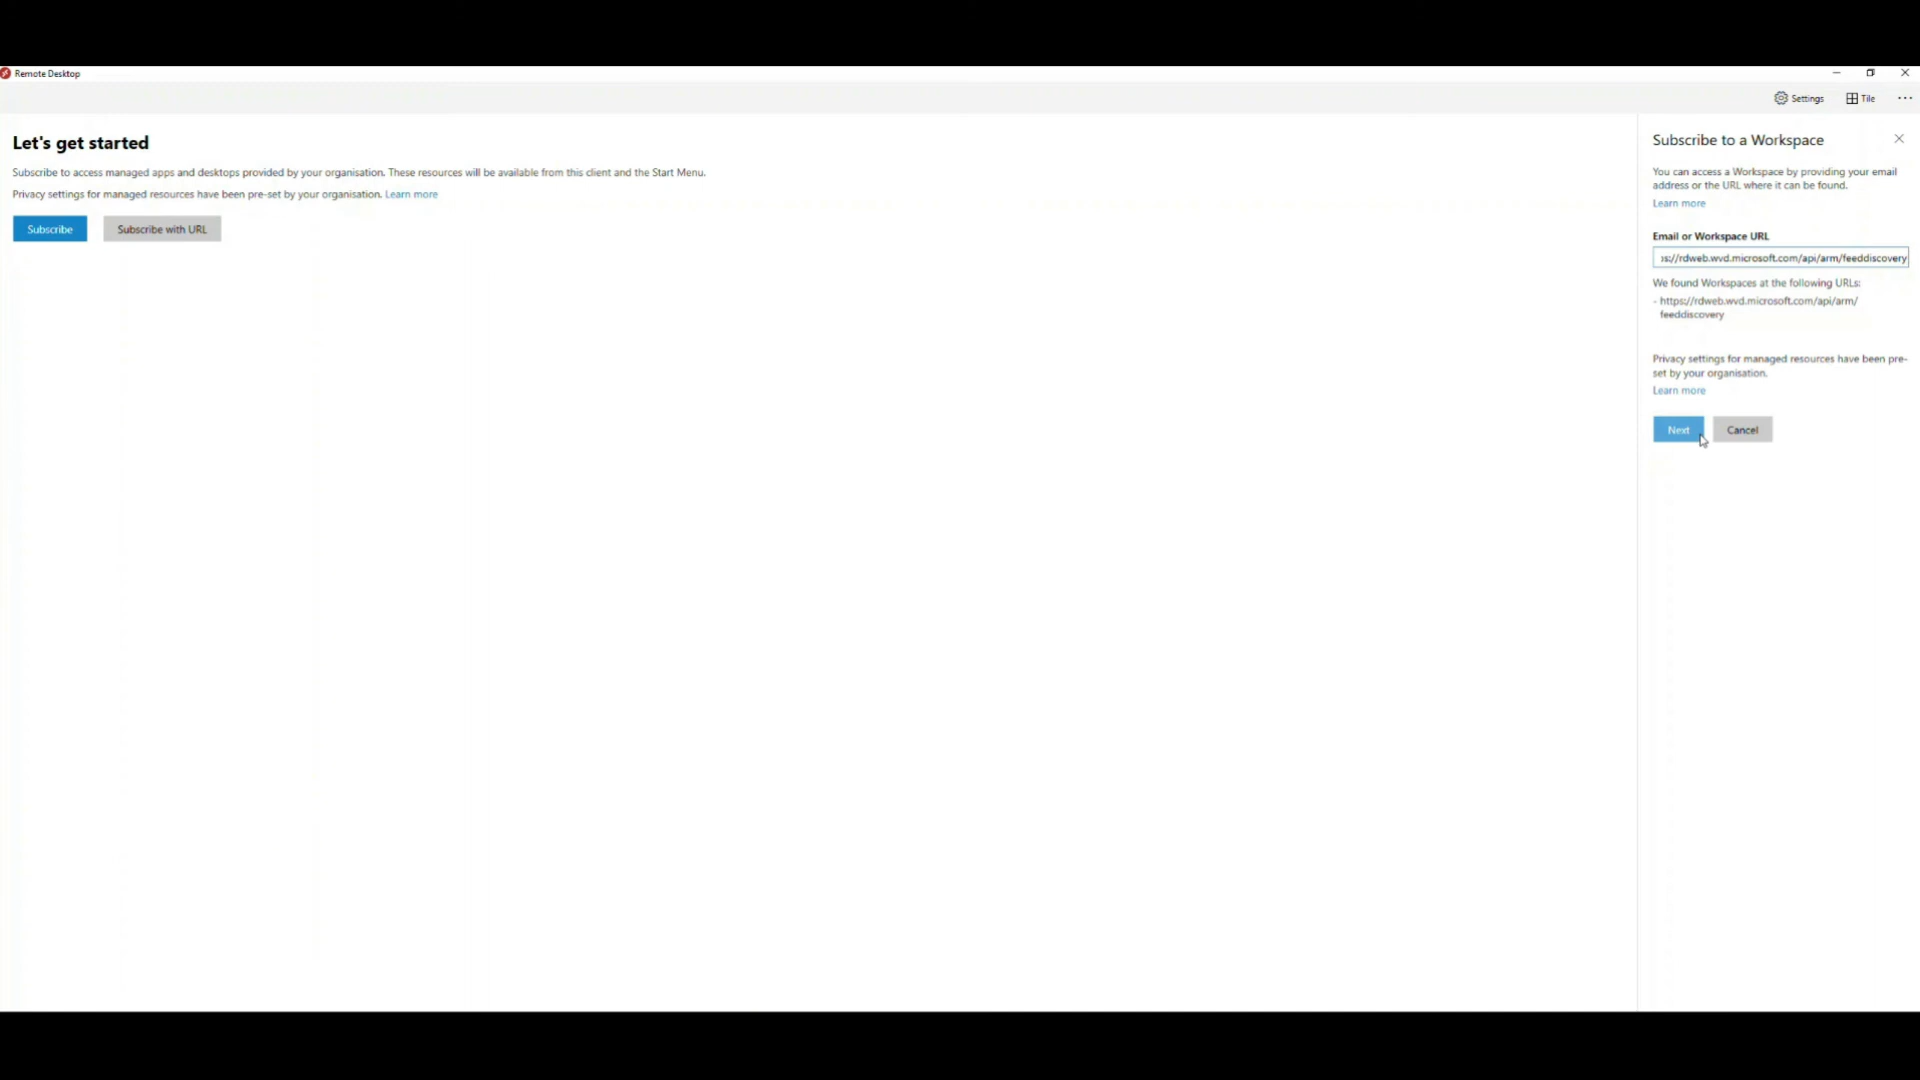 Remote Desktop
Settings
Tile
Let's get started
Subscribe to access managed apps and desktops provided by your organisation. These resources will be available from this client and the Start Menu.
Privacy settings for managed resources have been pre-set by your organisation. Learn more
Subscribe
Subscribe with URL
Subscribe to a Workspace
You can access a Workspace by providing your email
address or the URL where it can be found.
Learn more
Email or Workspace URL
s://rdweb.wvd.microsoft.com/api/arm/feeddiscovery
We found Workspaces at the following URLs:
- https://rdweb.wvd.microsoft.com/api/arm/
feeddiscovery
Privacy settings for managed resources have been pre-
set by your organisation.
Learn more
Next
Cancel